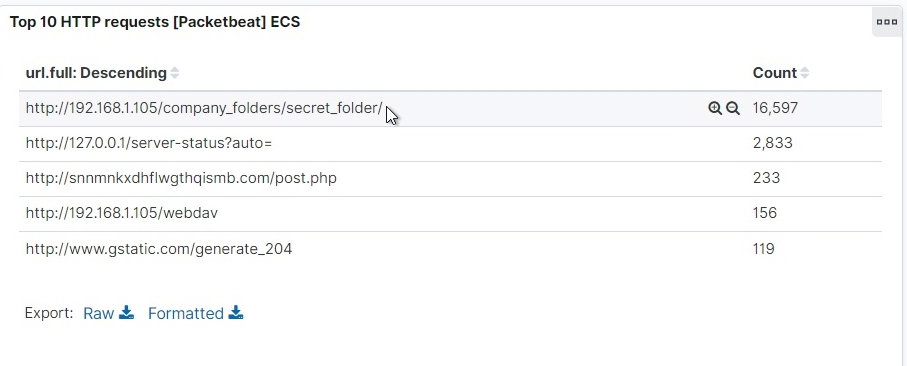 Top 10 HTTP requests [Packetbeat] ECS
url.full: Descending Count
http://192.168.1.105/company_folders/secret_folder/ 16,597
http://127.0.0.1/server-status?auto= 2,833
http://snnmnkxdhflwgthqismb.com/post.php 233
http://192.168.1.105/webdav 156
http://www.gstatic.com/generate_204 119
Export: Raw Formatted